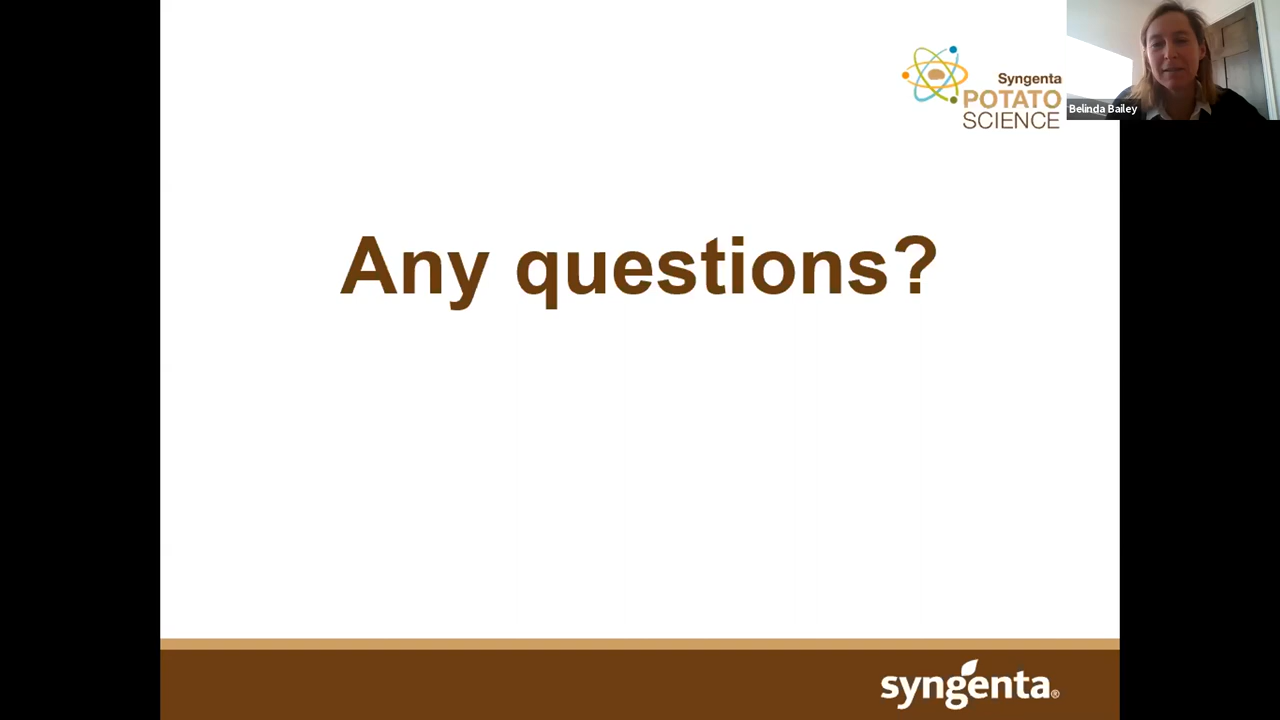 Syngenta
POTATO
SCIENCE
Belinda Bailey
Any questions?
syngenta®